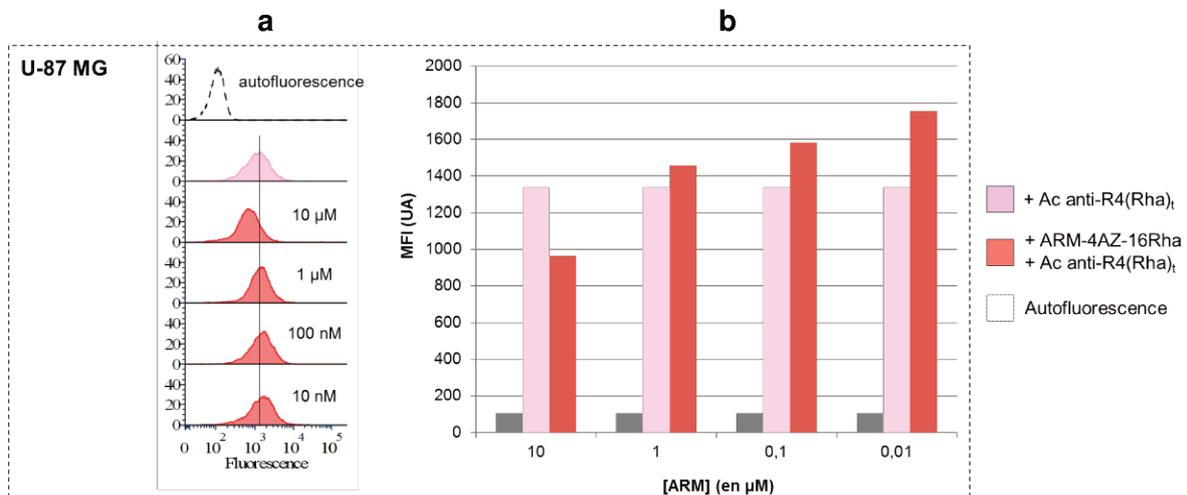 a
b
U-87 MG
60
40
20
0
autofluorescence
40
20
0
40
20
0
10 µM
40
20
0
1 µM
40
20
0
100 nM
40
20
0
10 nM
0 10² 10³ 10⁴ 10⁵
Fluorescence
MFI (UA)
2000
1800
1600
1400
1200
1000
800
600
400
200
0
10 1 0,1 0,01
[ARM] (en µM)
+ Ac anti-R4(Rha)t
+ ARM-4AZ-16Rha
+ Ac anti-R4(Rha)t
Autofluorescence